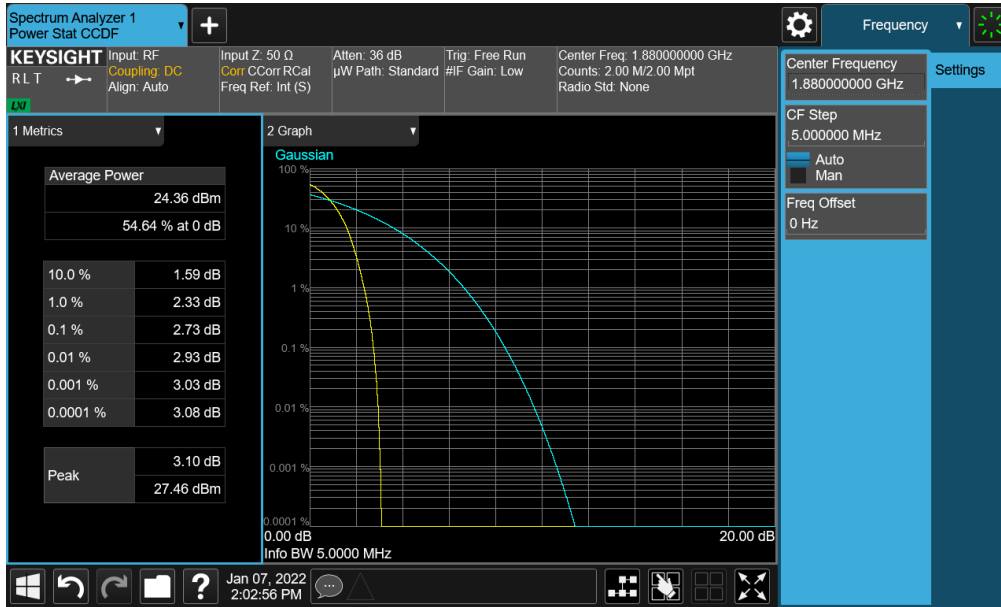 Spectrum Analyzer 1
Power Stat CCDF
Frequency
KEYSIGHT
R L T
LXI
Input: RF
Coupling: DC
Align: Auto
Input Z: 50 Ω
Corr CCorr RCal
Freq Ref: Int (S)
Atten: 36 dB
µW Path: Standard
Trig: Free Run
#IF Gain: Low
Center Freq: 1.880000000 GHz
Counts: 2.00 M/2.00 Mpt
Radio Std: None
Center Frequency
1.880000000 GHz
Settings
CF Step
5.000000 MHz
Auto
Man
Freq Offset
0 Hz
1 Metrics
Average Power
24.36 dBm
54.64 % at 0 dB
10.0 % 1.59 dB
1.0 % 2.33 dB
0.1 % 2.73 dB
0.01 % 2.93 dB
0.001 % 3.03 dB
0.0001 % 3.08 dB
Peak 3.10 dB
27.46 dBm
2 Graph
Gaussian
100 %
10 %
1 %
0.1 %
0.01 %
0.001 %
0.0001 %
0.00 dB 20.00 dB
Info BW 5.0000 MHz
?
Jan 07, 2022
2:02:56 PM